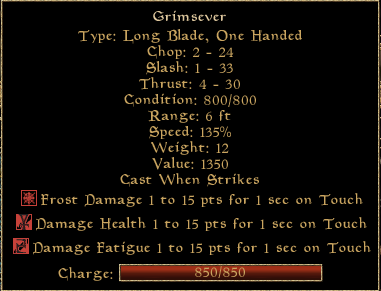 Grimsever
Type: Long Blade, One Handed
Chop: 2 - 24
Slash: 1 - 33
Thrust: 4 - 30
Condition: 800/800
Range: 6 ft
Speed: 135%
Weight: 12
Value: 1350
Cast When Strikes
Frost Damage 1 to 15 pts for 1 sec on Touch
Damage Health 1 to 15 pts for 1 sec on Touch
Damage Fatigue 1 to 15 pts for 1 sec on Touch
Charge: 850/850